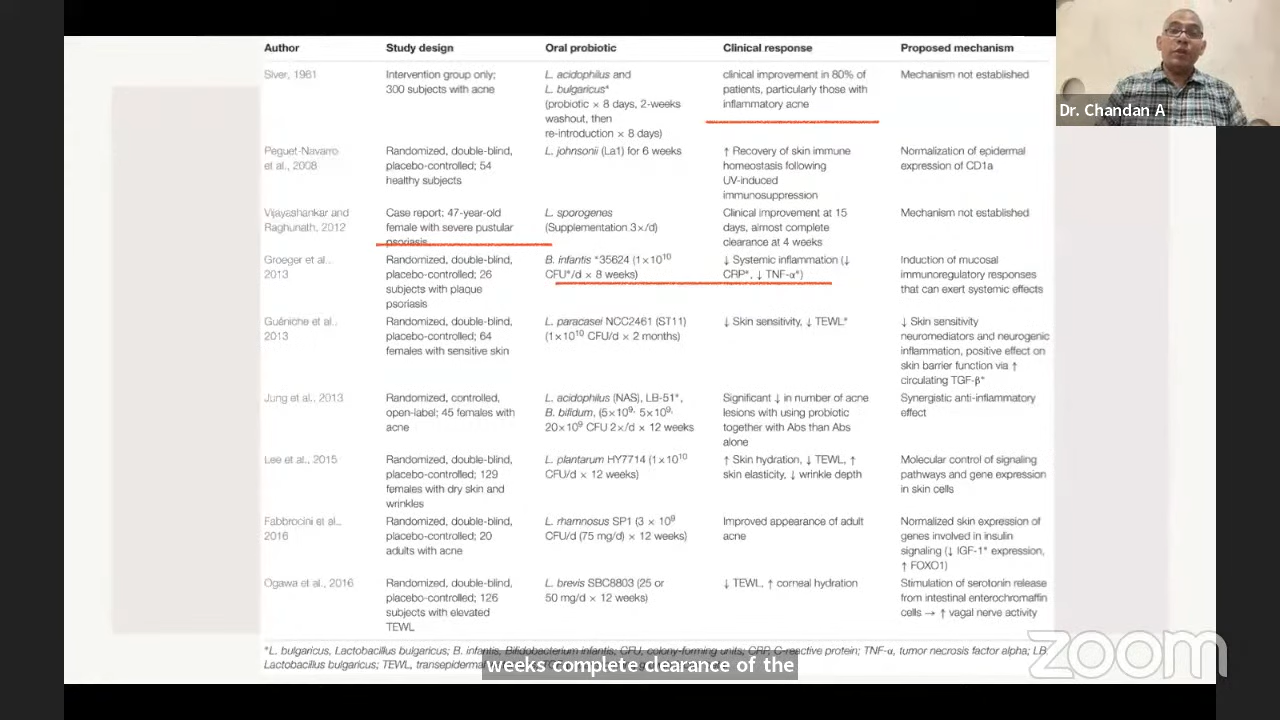 Author Study design Oral probiotic Clinical response Proposed mechanism
Siver, 1961
Intervention group only;
300 subjects with acne
L. acidophilus and
L. bulgaricus*
(probiotic × 8 days, 2-weeks
washout, then
re-introduction × 8 days)
clinical improvement in 80% of
patients, particularly those with
inflammatory acne
Mechanism not established
Peguet-Navarro
et al., 2008
Randomized, double-blind,
placebo-controlled; 54
healthy subjects
L. johnsonii (La1) for 6 weeks
↑ Recovery of skin immune
homeostasis following
UV-induced
immunosuppression
Normalization of epidermal
expression of CD1a
Vijayashankar and
Raghunath, 2012
Case report; 47-year-old
female with severe pustular
psoriasis
L. sporogenes
(Supplementation 3×/d)
Clinical improvement at 15
days, almost complete
clearance at 4 weeks
Mechanism not established
Groeger et al.,
2013
Randomized, double-blind,
placebo-controlled; 26
subjects with plaque
psoriasis
B. infantis *35624 (1×10¹⁰
CFU*/d × 8 weeks)
↓ Systemic inflammation (↓
CRP*, ↓ TNF-α*)
Induction of mucosal
immunoregulatory responses
that can exert systemic effects
Guéniche et al.,
2013
Randomized, double-blind,
placebo-controlled; 64
females with sensitive skin
L. paracasei NCC2461 (ST11)
(1×10¹⁰ CFU/d × 2 months)
↓ Skin sensitivity, ↓ TEWL*
↓ Skin sensitivity
neuromediators and neurogenic
inflammation, positive effect on
skin barrier function via ↑
circulating TGF-β*
Jung et al., 2013
Randomized, controlled,
open-label; 45 females with
acne
L. acidophilus (NAS), LB-51*,
B. bifidum, (5×10⁹, 5×10⁹,
20×10⁹ CFU 2×/d × 12 weeks
Significant ↓ in number of acne
lesions with using probiotic
together with Abs than Abs
alone
Synergistic anti-inflammatory
effect
Lee et al., 2015
Randomized, double-blind,
placebo-controlled; 129
females with dry skin and
wrinkles
L. plantarum HY7714 (1×10¹⁰
CFU/d × 12 weeks)
↑ Skin hydration, ↓ TEWL, ↑
skin elasticity, ↓ wrinkle depth
Molecular control of signaling
pathways and gene expression
in skin cells
Fabbrocini et al.,
2016
Randomized, double-blind,
placebo-controlled; 20
adults with acne
L. rhamnosus SP1 (3 × 10⁹
CFU/d (75 mg/d) × 12 weeks)
Improved appearance of adult
acne
Normalized skin expression of
genes involved in insulin
signaling (↓ IGF-1* expression,
↑ FOXO1)
Ogawa et al., 2016
Randomized, double-blind,
placebo-controlled; 126
subjects with elevated
TEWL
L. brevis SBC8803 (25 or
50 mg/d × 12 weeks)
↓ TEWL, ↑ corneal hydration
Stimulation of serotonin release
from intestinal enterochromaffin
cells → ↑ vagal nerve activity
*L. bulgaricus, Lactobacillus bulgaricus; B. infantis, Bifidobacterium infantis; CFU, colony-forming units; CRP, C-reactive protein; TNF-α, tumor necrosis factor alpha; LB,
Lactobacillus bulgaricus; TEWL,
weeks complete clearance of the
Dr. Chandan A
zoom